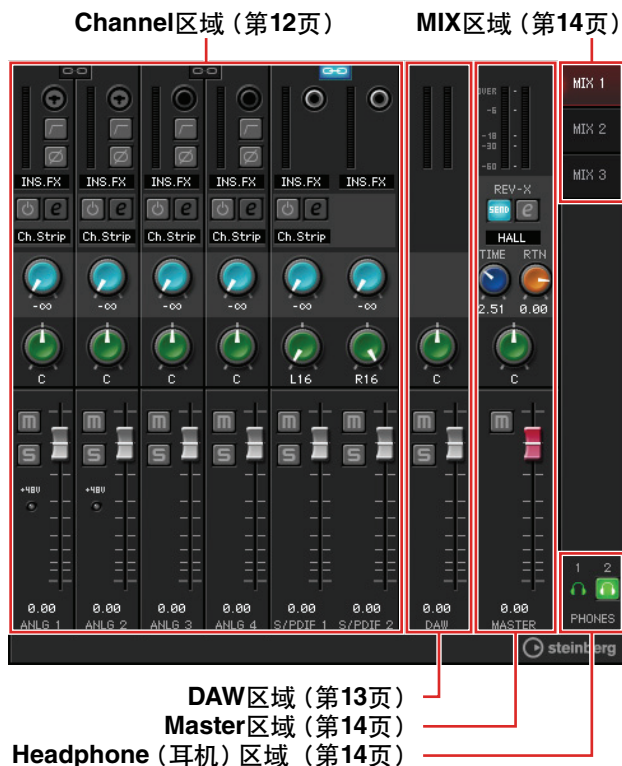 Channel区域（第12页）
MIX区域（第14页）
OVER
-6
-18
-30
-60
MIX 1
MIX 2
MIX 3
INS.FX INS.FX INS.FX INS.FX INS.FX INS.FX
REV-X
e e e e e
SEND e
Ch.Strip Ch.Strip Ch.Strip Ch.Strip Ch.Strip
HALL
TIME RTN
-∞ -∞ -∞ -∞ -∞ -∞
2.51 0.00
C C C C L16 R16 C C
M M M M M M M M
S S S S S S S
+48V +48V
1 2
0.00 0.00 0.00 0.00 0.00 0.00 0.00 0.00
ANLG 1 ANLG 2 ANLG 3 ANLG 4 S/PDIF 1 S/PDIF 2 DAW MASTER
PHONES
steinberg
DAW区域（第13页）
Master区域（第14页）
Headphone（耳机）区域（第14页）